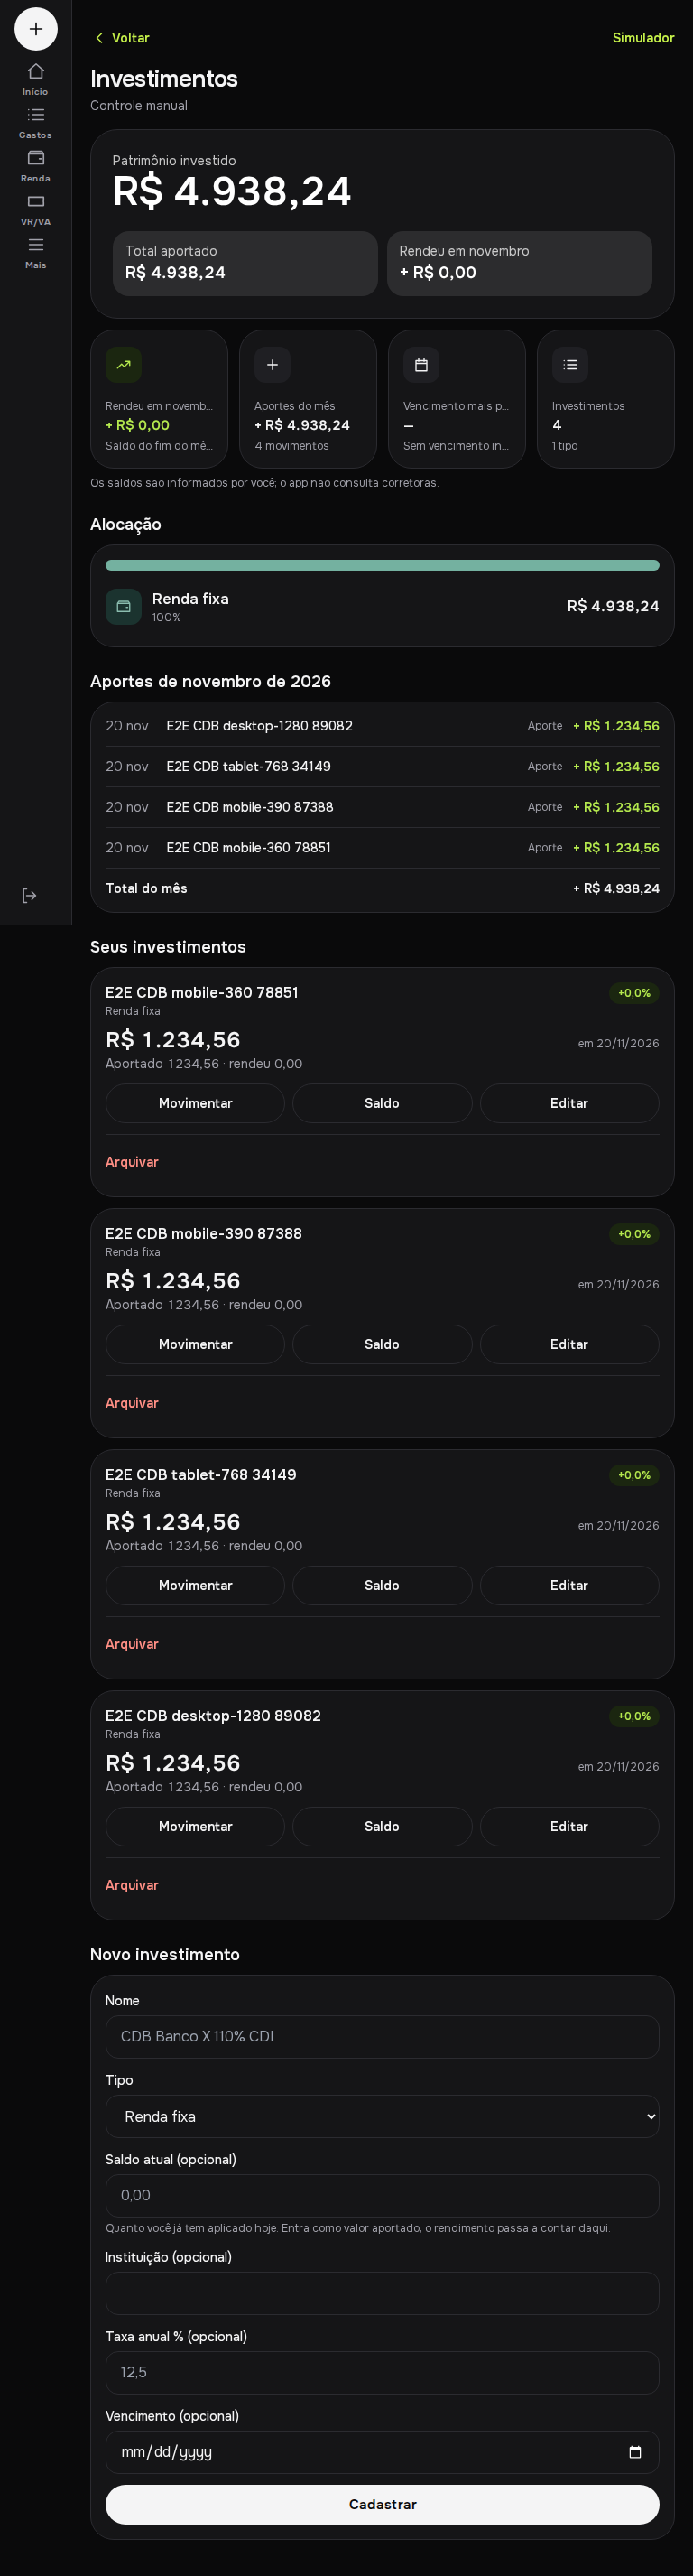 Voltar
Simulador
Início
Gastos
Renda
VR/VA
Mais
Investimentos
Controle manual
Patrimônio investido
R$ 4.938,24
Total aportado
R$ 4.938,24
Rendeu em novembro
+ R$ 0,00
Rendeu em novemb...
+ R$ 0,00
Saldo do fim do mê...
Aportes do mês
+ R$ 4.938,24
4 movimentos
Vencimento mais p...
—
Sem vencimento in...
Investimentos
4
1 tipo
Os saldos são informados por você; o app não consulta corretoras.
Alocação
Renda fixa
100%
R$ 4.938,24
Aportes de novembro de 2026
20 nov E2E CDB desktop-1280 89082 Aporte + R$ 1.234,56
20 nov E2E CDB tablet-768 34149 Aporte + R$ 1.234,56
20 nov E2E CDB mobile-390 87388 Aporte + R$ 1.234,56
20 nov E2E CDB mobile-360 78851 Aporte + R$ 1.234,56
Total do mês + R$ 4.938,24
Seus investimentos
E2E CDB mobile-360 78851 +0,0%
Renda fixa
R$ 1.234,56 em 20/11/2026
Aportado 1234,56 · rendeu 0,00
Movimentar Saldo Editar
Arquivar
E2E CDB mobile-390 87388 +0,0%
Renda fixa
R$ 1.234,56 em 20/11/2026
Aportado 1234,56 · rendeu 0,00
Movimentar Saldo Editar
Arquivar
E2E CDB tablet-768 34149 +0,0%
Renda fixa
R$ 1.234,56 em 20/11/2026
Aportado 1234,56 · rendeu 0,00
Movimentar Saldo Editar
Arquivar
E2E CDB desktop-1280 89082 +0,0%
Renda fixa
R$ 1.234,56 em 20/11/2026
Aportado 1234,56 · rendeu 0,00
Movimentar Saldo Editar
Arquivar
Novo investimento
Nome
CDB Banco X 110% CDI
Tipo
Renda fixa
Saldo atual (opcional)
0,00
Quanto você já tem aplicado hoje. Entra como valor aportado; o rendimento passa a contar daqui.
Instituição (opcional)
Taxa anual % (opcional)
12,5
Vencimento (opcional)
mm/dd/yyyy
Cadastrar